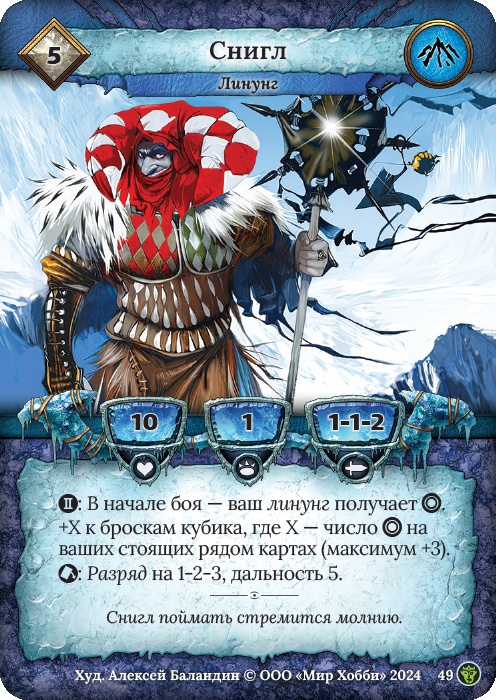 5
Снигл
Линунг
10
1
1-1-2
II: В начале боя — ваш линунг получает .
+X к броскам кубика, где X — число на
ваших стоящих рядом картах (максимум +3).
: Разряд на 1-2-3, дальность 5.
Снигл поймать стремится молнию.
Худ. Алексей Баландин © ООО «Мир Хобби» 2024 49